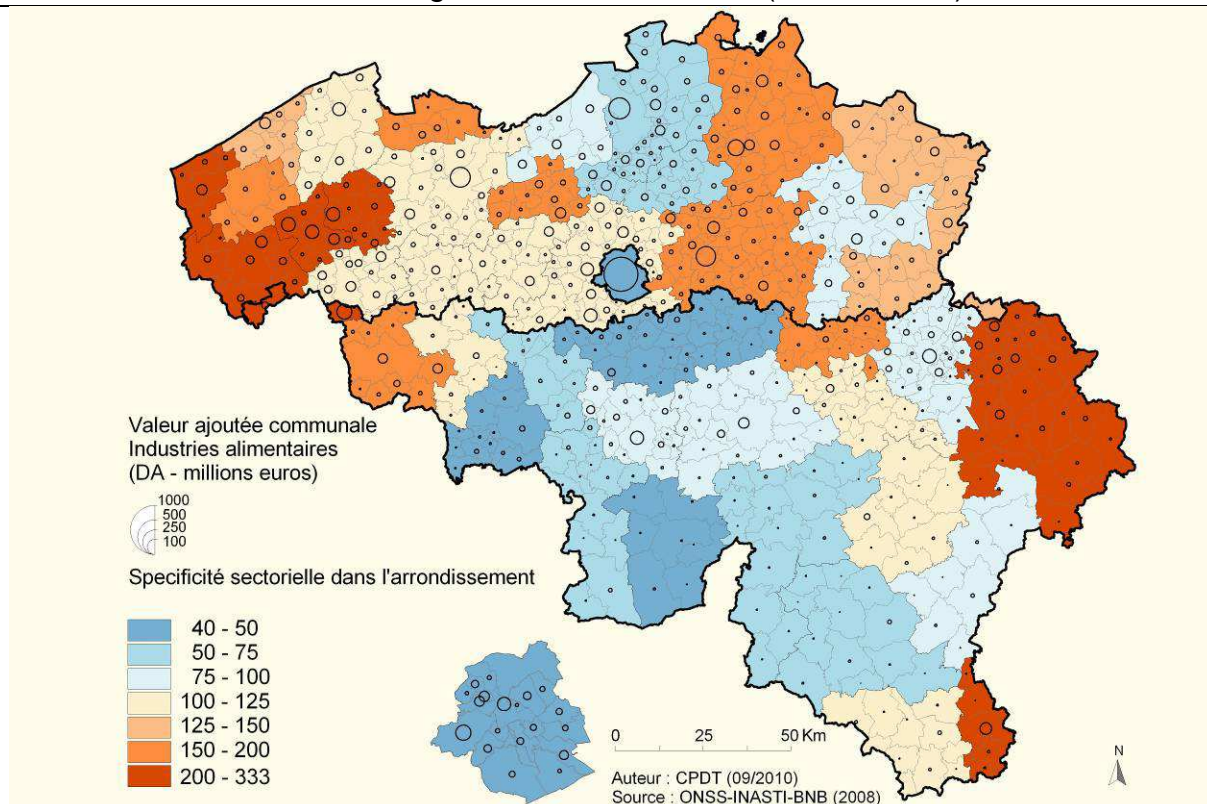 Valeur ajoutée communale
Industries alimentaires
(DA - millions euros)
1000
500
250
100
Specificité sectorielle dans l'arrondissement
40 - 50
50 - 75
75 - 100
100 - 125
125 - 150
150 - 200
200 - 333
0 25 50 Km
Auteur : CPDT (09/2010)
Source : ONSS-INASTI-BNB (2008)
N